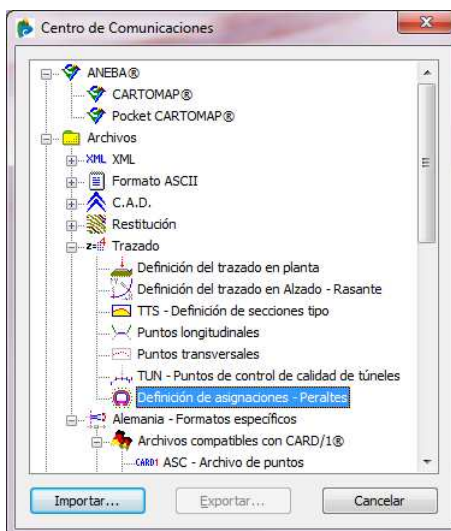 Centro de Comunicaciones
ANEBA®
CARTOMAP®
Pocket CARTOMAP®
Archivos
XML XML
Formato ASCII
C.A.D.
Restitución
z= Trazado
Definición del trazado en planta
Definición del trazado en Alzado - Rasante
TTS - Definición de secciones tipo
Puntos longitudinales
Puntos transversales
TUN - Puntos de control de calidad de túneles
Definición de asignaciones - Peraltes
Alemania - Formatos específicos
Archivos compatibles con CARD/1®
CARD1 ASC - Archivo de puntos
Importar...
Exportar...
Cancelar